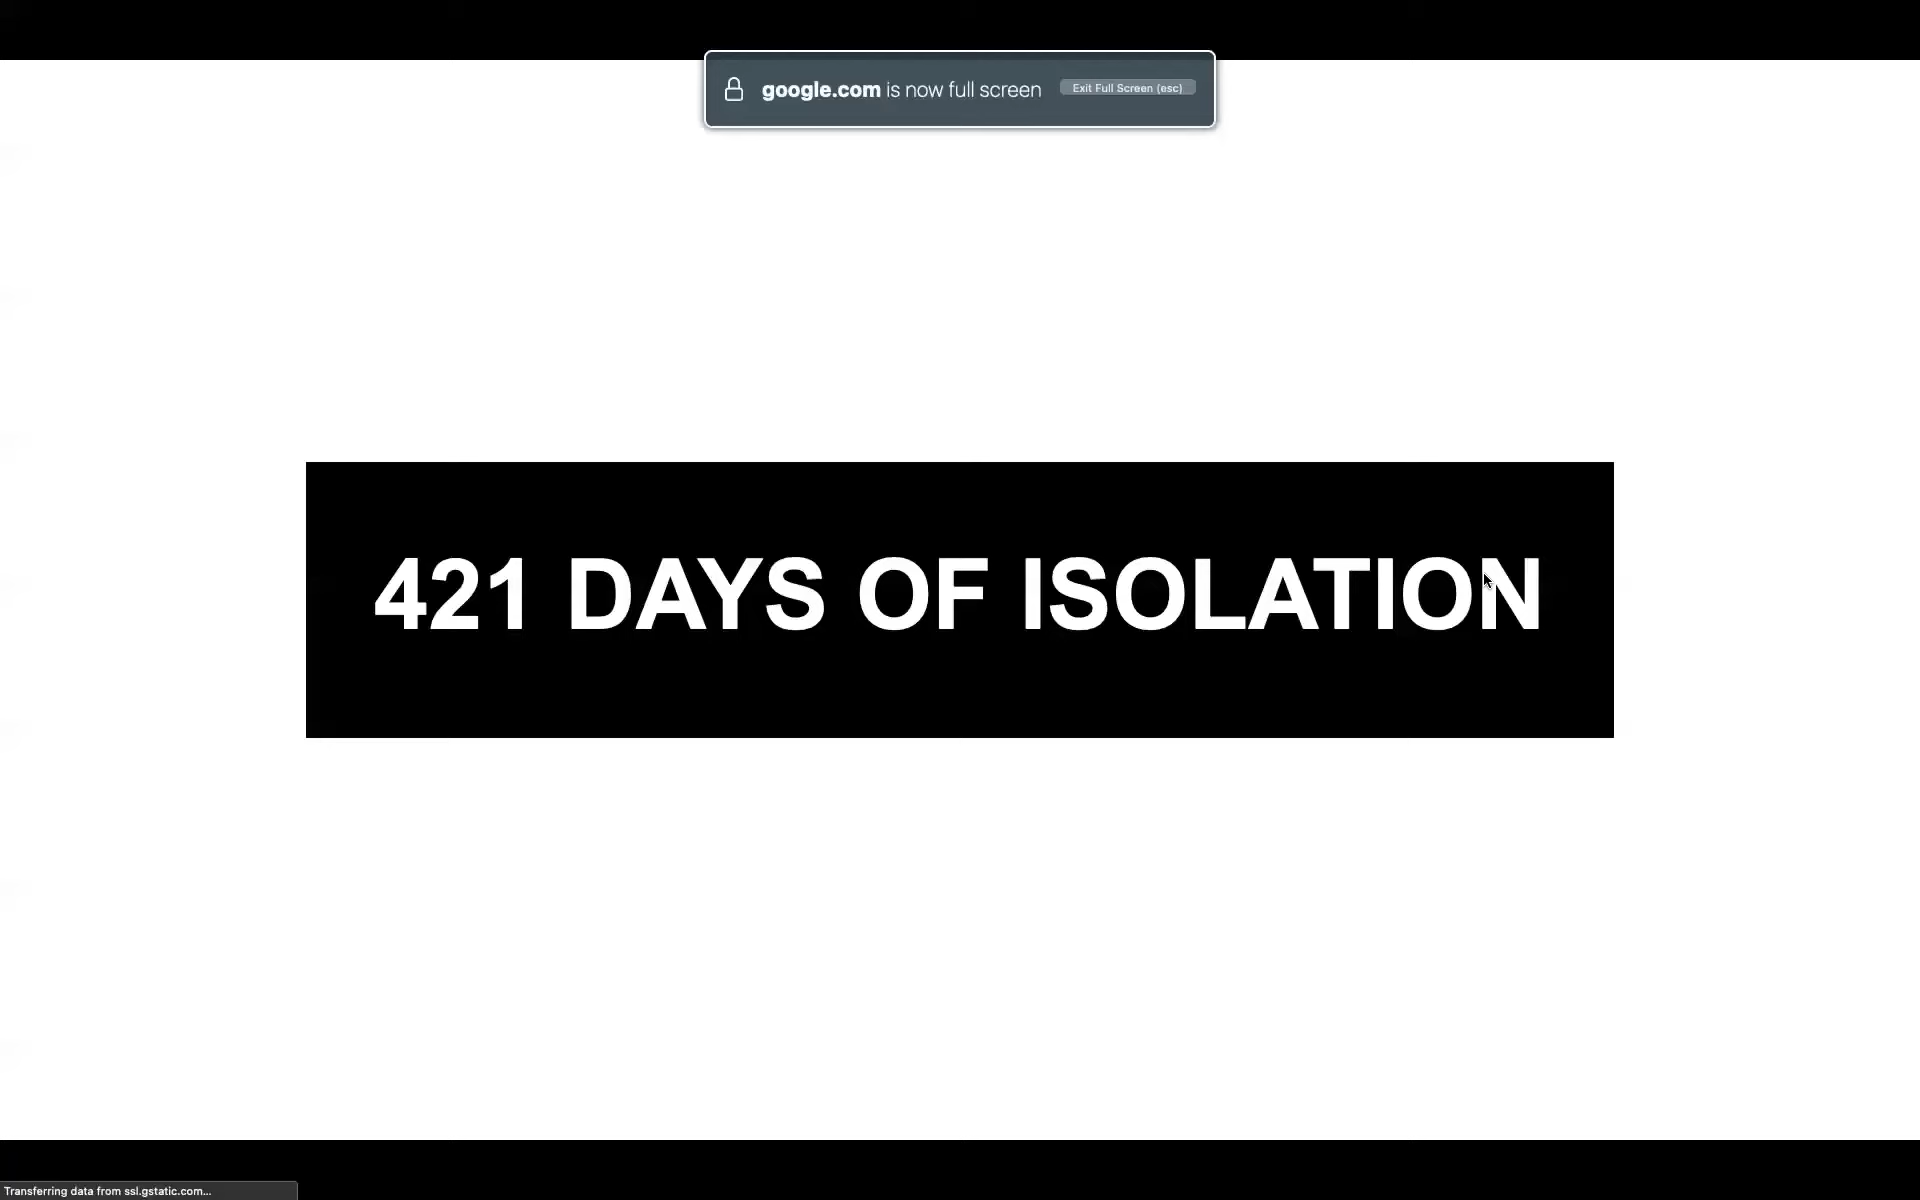 google.com is now full screen Exit Full Screen (esc)
421 DAYS OF ISOLATION
Transferring data from ssl.gstatic.com...